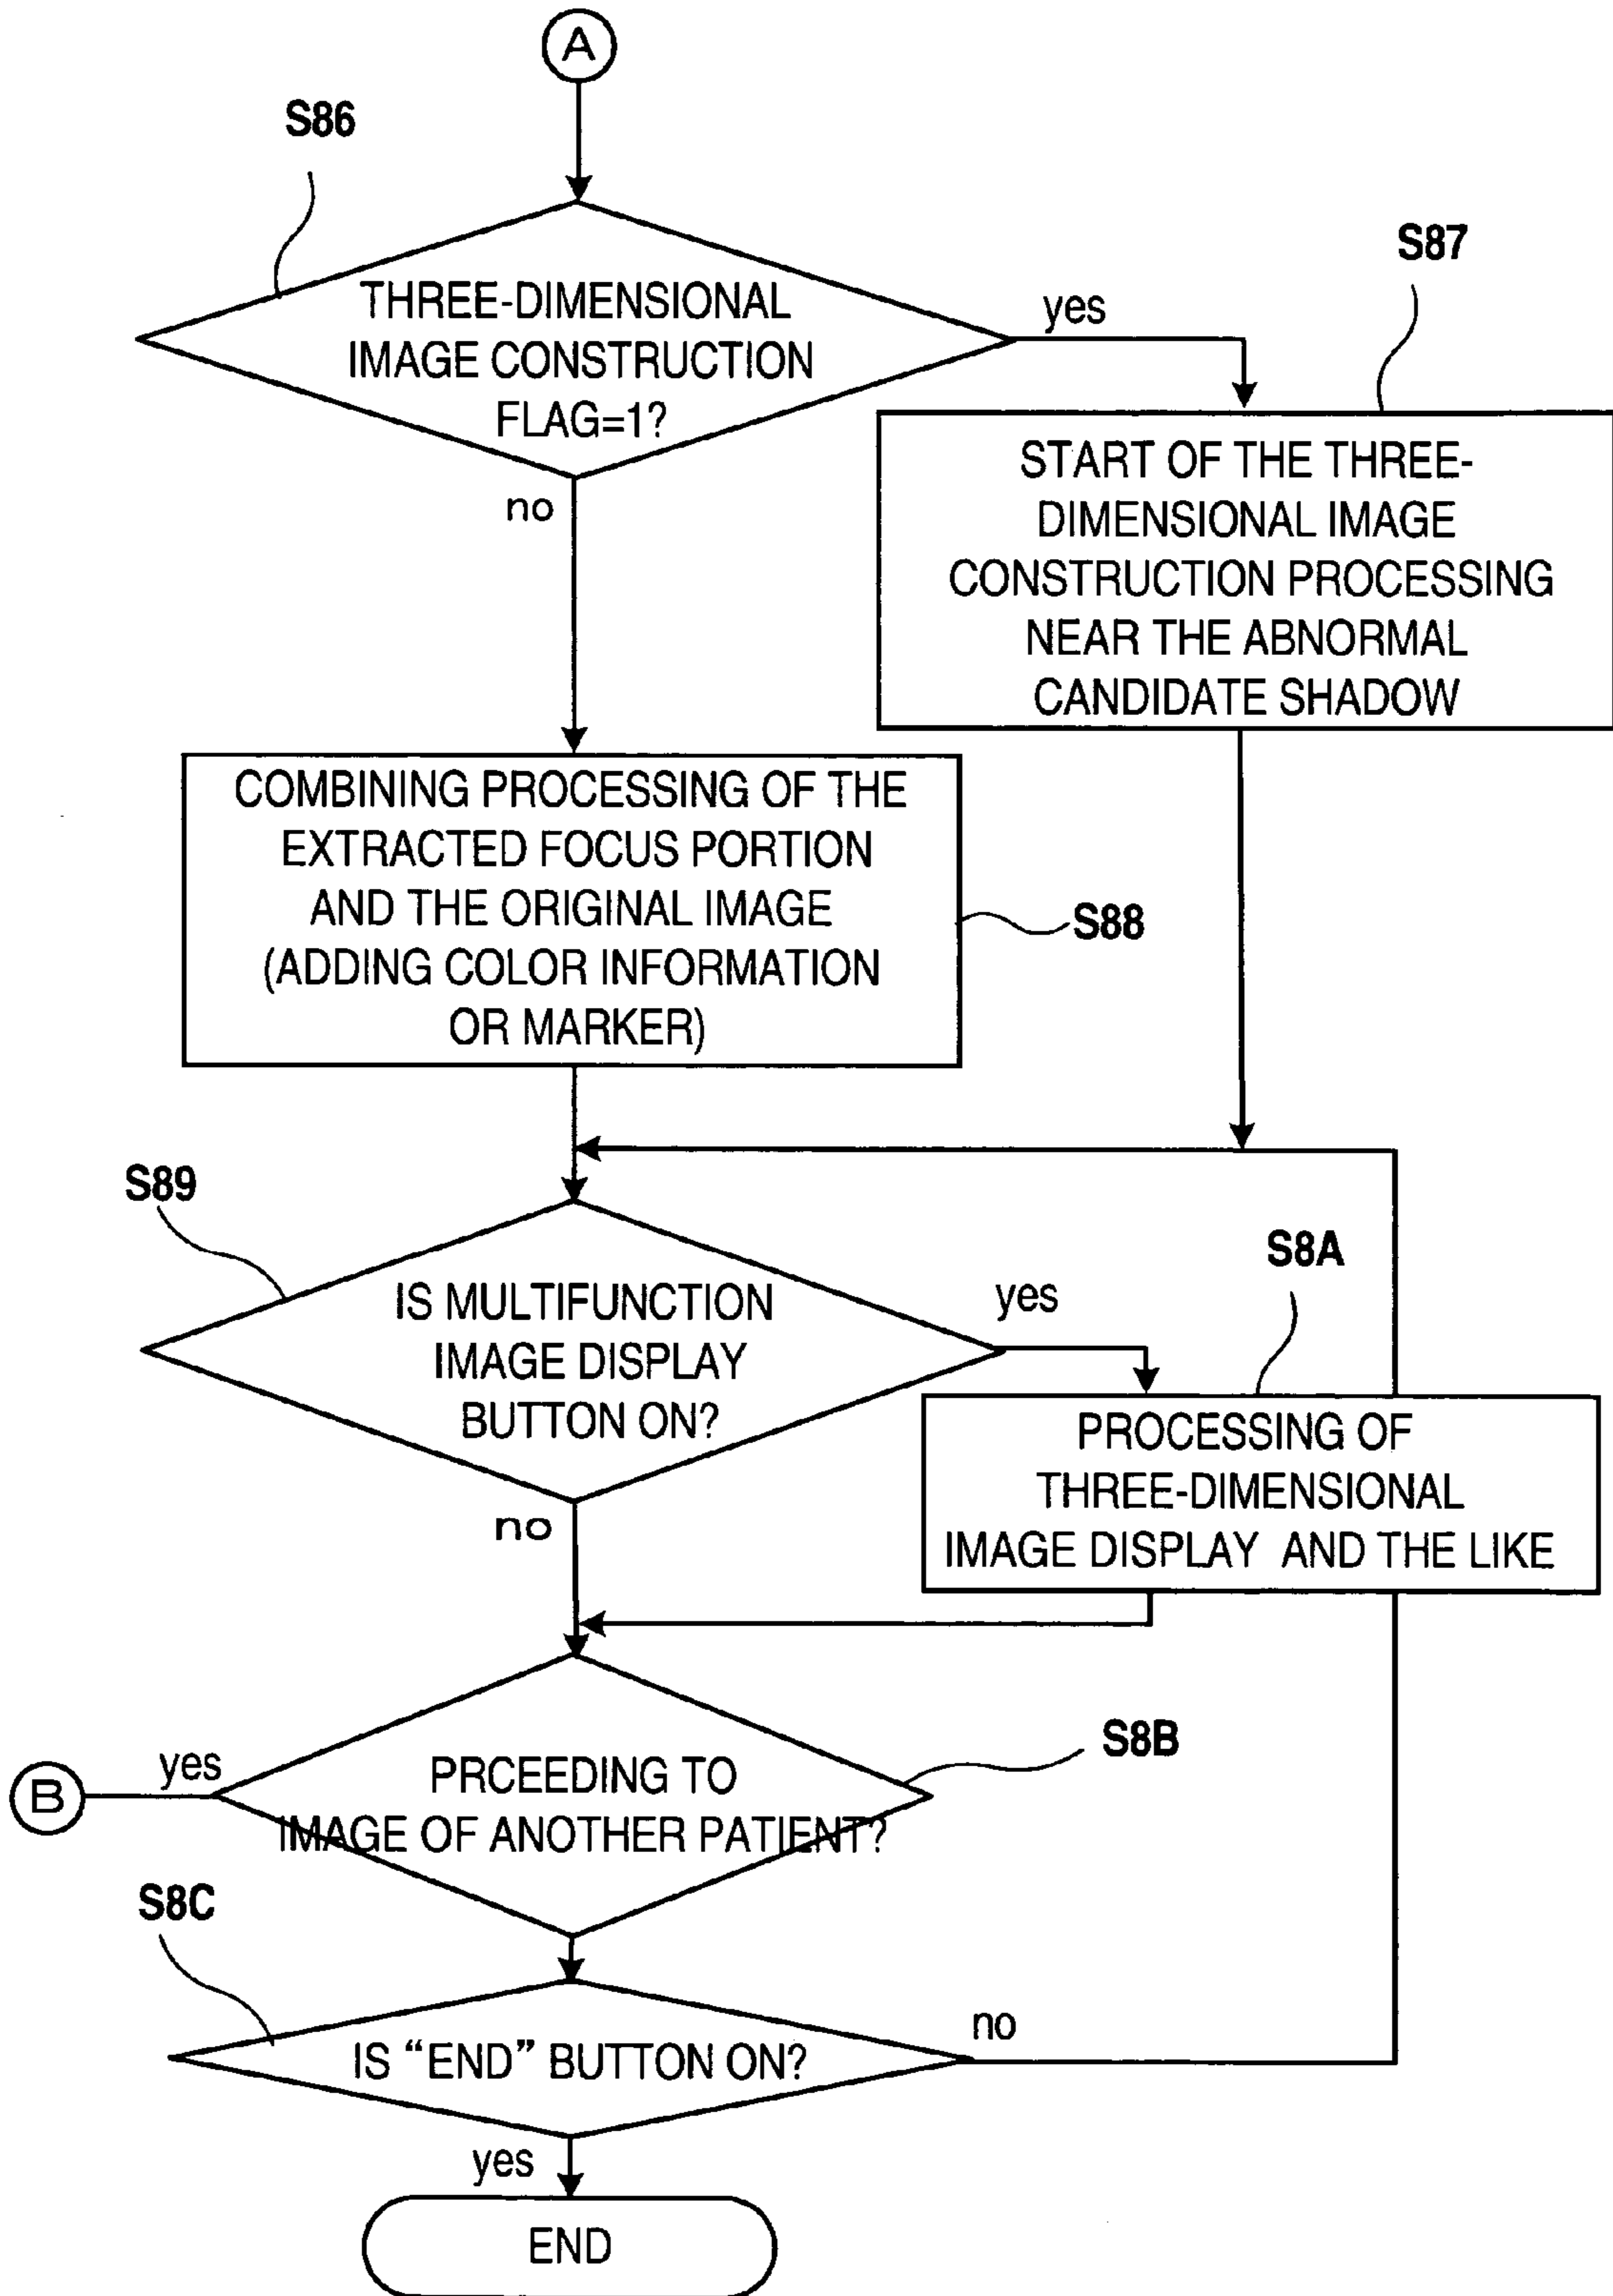 A
S86
THREE-DIMENSIONAL
IMAGE CONSTRUCTION
FLAG=1?
yes
no
S87
START OF THE THREE-
DIMENSIONAL IMAGE
CONSTRUCTION PROCESSING
NEAR THE ABNORMAL
CANDIDATE SHADOW
COMBINING PROCESSING OF THE
EXTRACTED FOCUS PORTION
AND THE ORIGINAL IMAGE
(ADDING COLOR INFORMATION
OR MARKER)
S88
S89
IS MULTIFUNCTION
IMAGE DISPLAY
BUTTON ON?
yes
no
S8A
PROCESSING OF
THREE-DIMENSIONAL
IMAGE DISPLAY AND THE LIKE
B
yes
PRCEEDING TO
IMAGE OF ANOTHER PATIENT?
S8B
S8C
IS “END” BUTTON ON?
no
yes
END